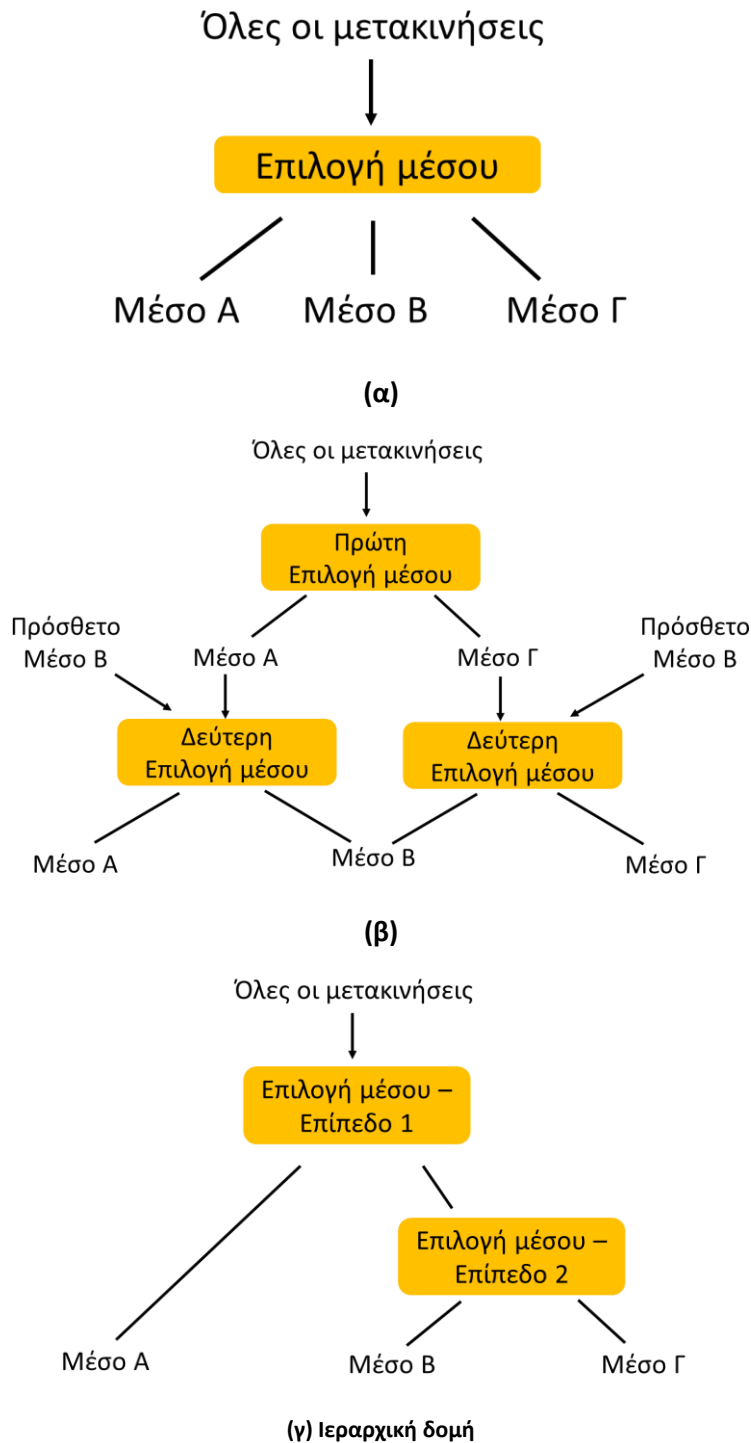 Όλες οι μετακινήσεις
Επιλογή μέσου
Μέσο Α Μέσο Β Μέσο Γ
(α)
Όλες οι μετακινήσεις
Πρώτη
Επιλογή μέσου
Πρόσθετο
Μέσο Β
Μέσο Α
Μέσο Γ
Πρόσθετο
Μέσο Β
Δεύτερη
Επιλογή μέσου
Δεύτερη
Επιλογή μέσου
Μέσο Α Μέσο Β Μέσο Γ
(β)
Όλες οι μετακινήσεις
Επιλογή μέσου –
Επίπεδο 1
Επιλογή μέσου –
Επίπεδο 2
Μέσο Α Μέσο Β Μέσο Γ
(γ) Ιεραρχική δομή